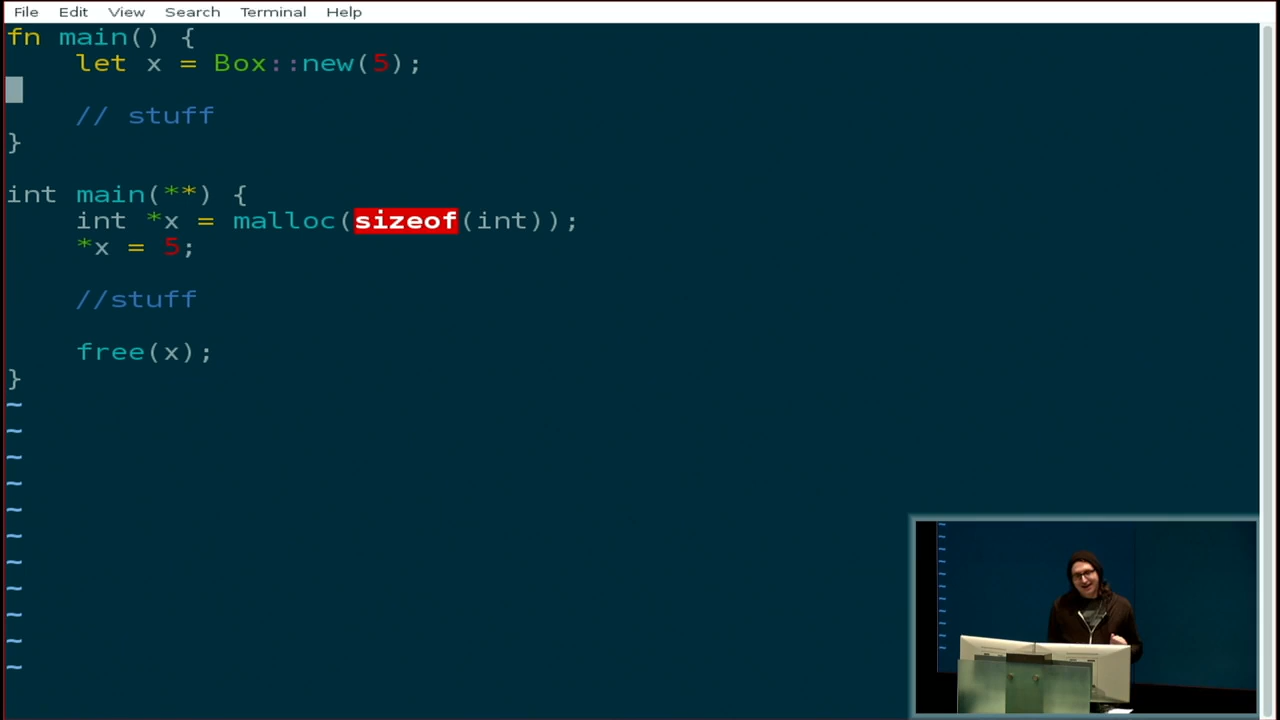 File Edit View Search Terminal Help
fn main() {
    let x = Box::new(5);

    // stuff
}

int main(**) {
    int *x = malloc(sizeof(int));
    *x = 5;

    //stuff

    free(x);
}
~
~
~
~
~
~
~
~
~
~
~